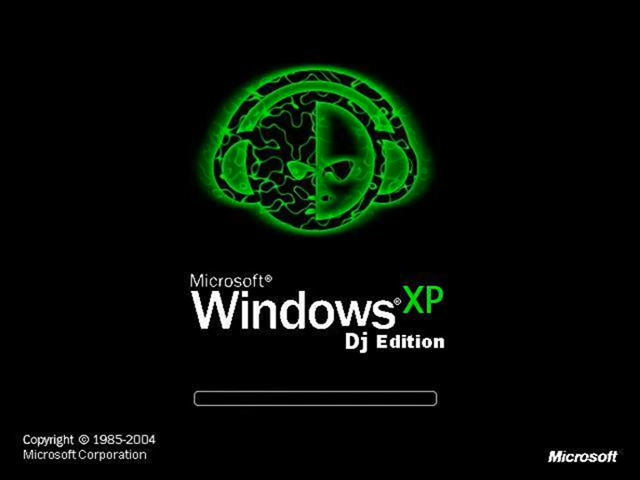 Microsoft®
Windows® XP
Dj Edition
Copyright © 1985-2004
Microsoft Corporation
Microsoft